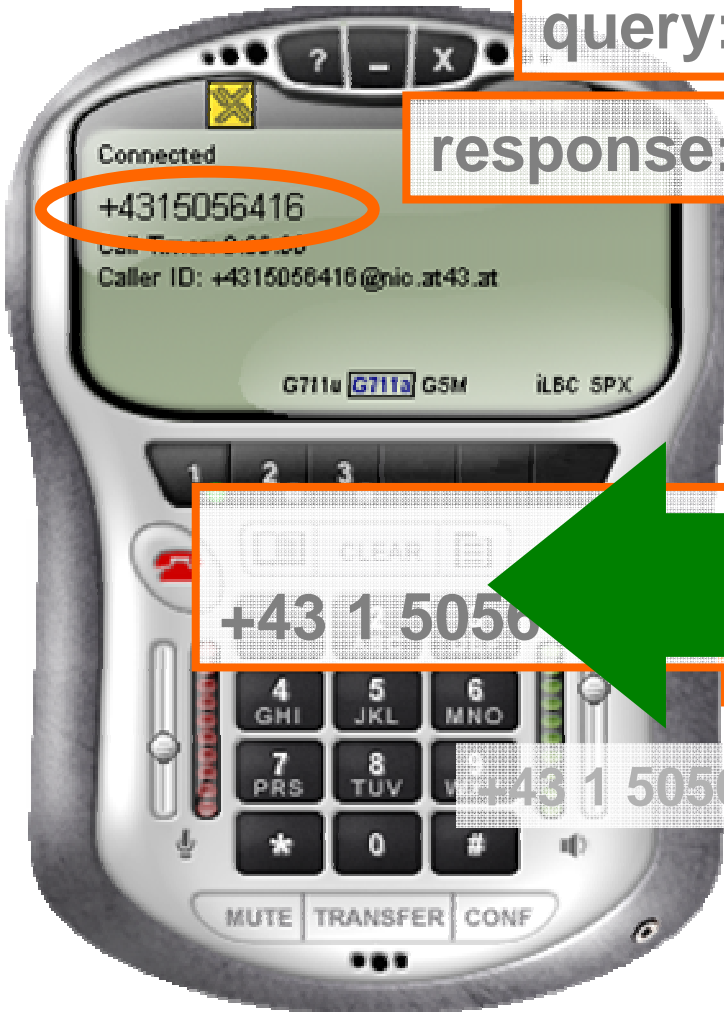 query:
? – X
response:
Connected
+4315056416
Caller ID: +4315056416@nic.at43.at
G711u G711a GSM iLBC SPX
1 2 3
CLEAR
+43 1 5056
4 5 6
GHI JKL MNO
7 8
PRS TUV
+43 1 505
* 0 #
MUTE TRANSFER CONF